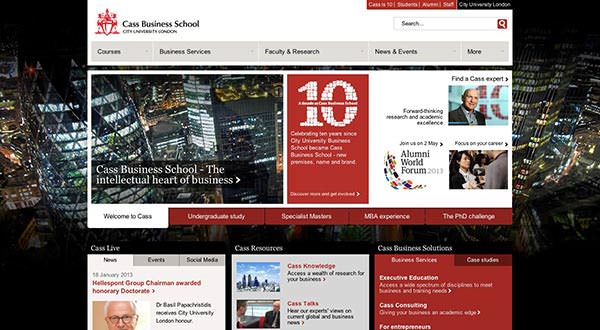 Cass is 10 | Students | Alumni | Staff | City University London
Cass Business School
CITY UNIVERSITY LONDON
Search...
Courses
Business Services
Faculty & Research
News & Events
More
Cass Business School - The
intellectual heart of business
10
A decade as Cass Business School
Celebrating ten years since
City University Business
School became Cass
Business School - new
premises, name and brand.
Discover more and get involved
Find a Cass expert
Forward-thinking
research and
academic
excellence
Join us on 2 May
Alumni
World
Forum 2013
Focus on your career
Welcome to Cass
Undergraduate study
Specialist Masters
MBA experience
The PhD challenge
Cass Live
News
Events
Social Media
18 January 2013
Hellespont Group Chairman awarded
honorary Doctorate
Dr Basil Papachristidis
receives City University
London honour.
Cass Resources
Cass Knowledge
Access a wealth of research for
your business
Cass Talks
Hear our experts' views on
current global and business
news
Cass Business Solutions
Business Services
Case studies
Executive Education
Access a wide spectrum of disciplines to meet
business and training needs
Cass Consulting
Giving your business an academic edge
For entrepreneurs